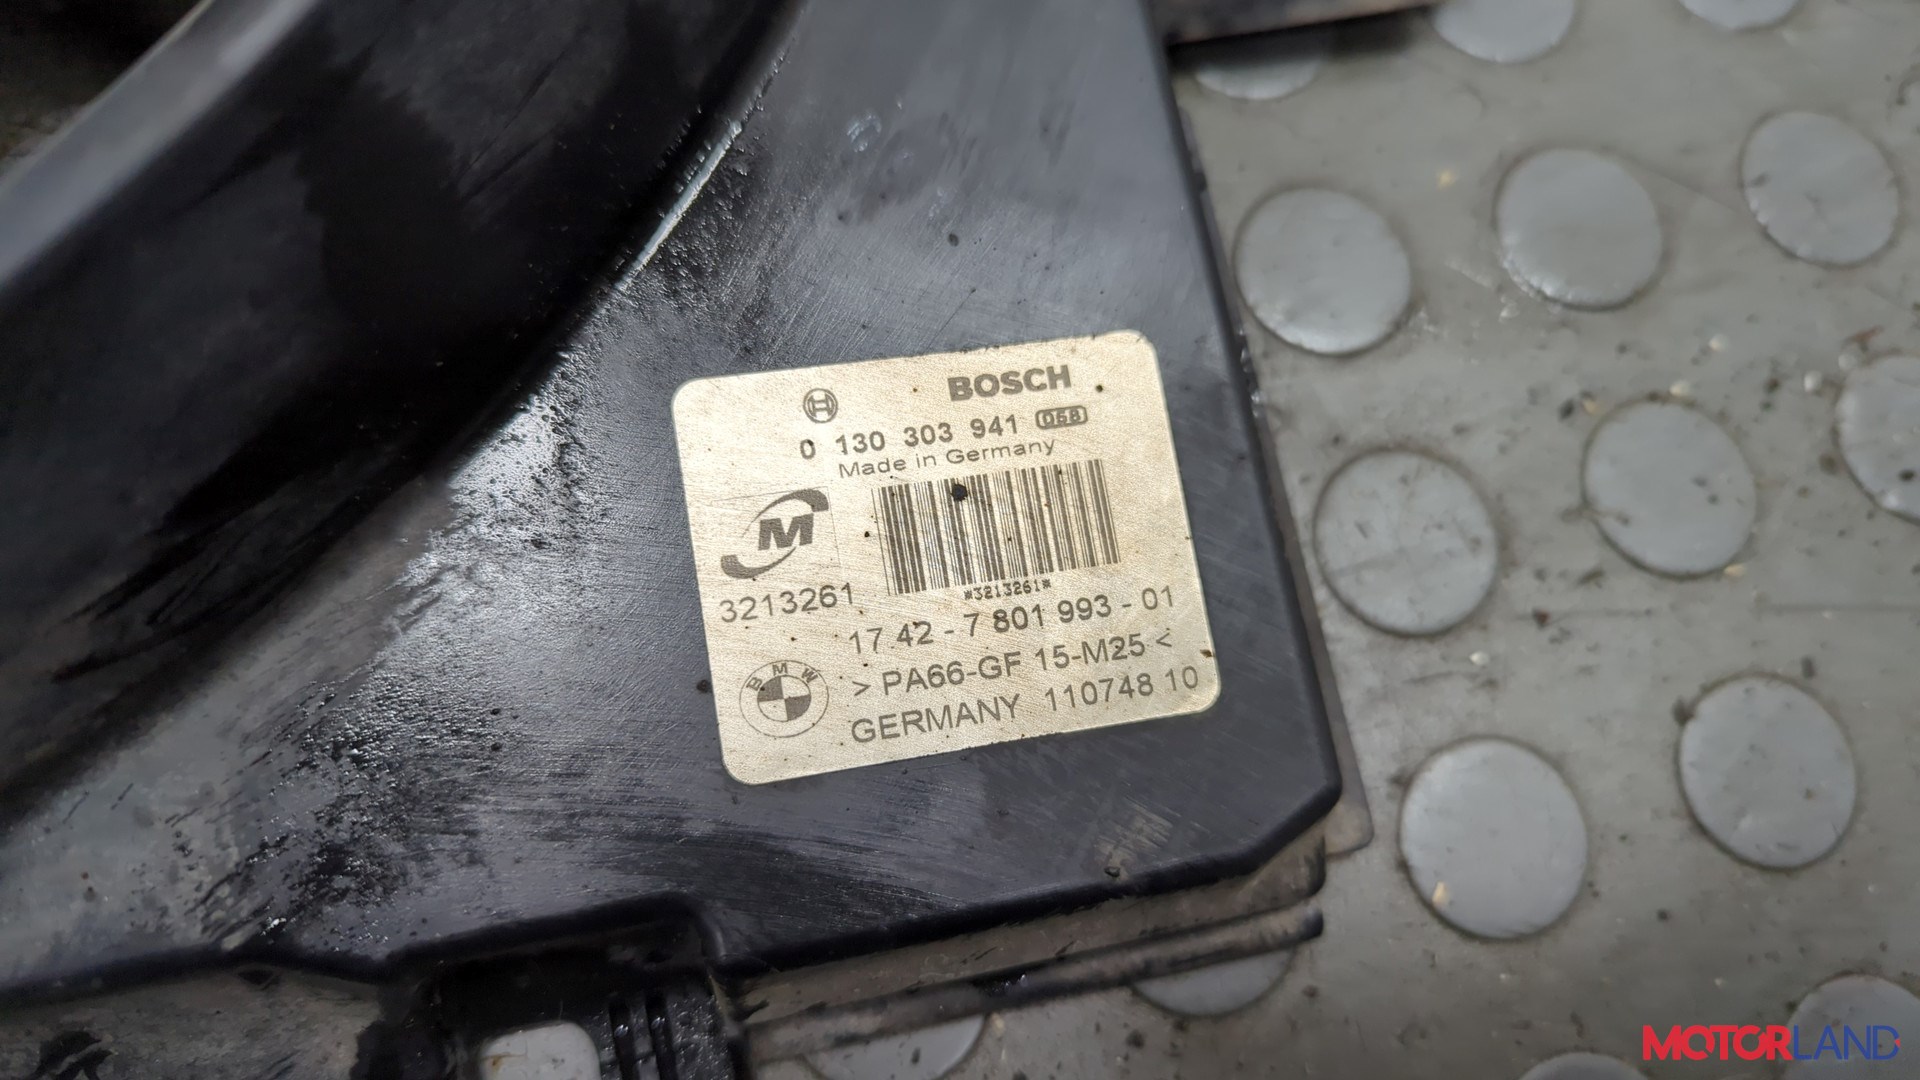 BOSCH
0 130 303 941 058
Made in Germany
M
3213261
*3213261*
17.42 - 7 801 993 - 01
BMW
> PA66-GF 15-M25 <
GERMANY 110748 10
MOTORLAND